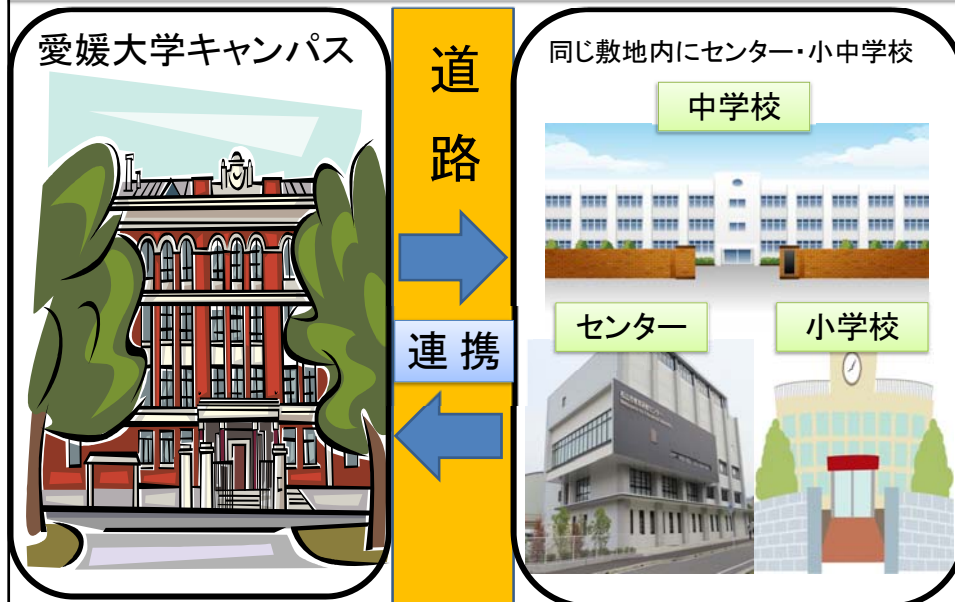 愛媛大学キャンパス
道
路
連携
同じ敷地内にセンター・小中学校
中学校
センター
小学校